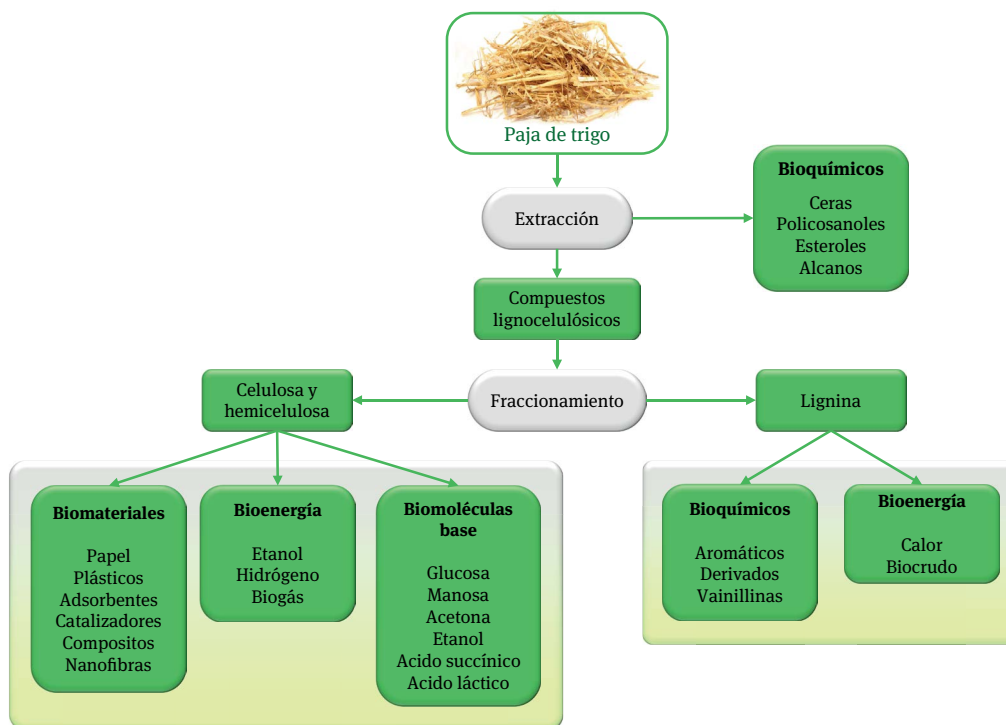 Paja de trigo
Extracción
Bioquímicos
Ceras
Policosanoles
Esteroles
Alcanos
Compuestos
lignocelulósicos
Celulosa y
hemicelulosa
Fraccionamiento
Lignina
Biomateriales
Papel
Plásticos
Adsorbentes
Catalizadores
Compositos
Nanofibras
Bioenergía
Etanol
Hidrógeno
Biogás
Biomoléculas
base
Glucosa
Manosa
Acetona
Etanol
Acido succínico
Acido láctico
Bioquímicos
Aromáticos
Derivados
Vainillinas
Bioenergía
Calor
Biocrudo